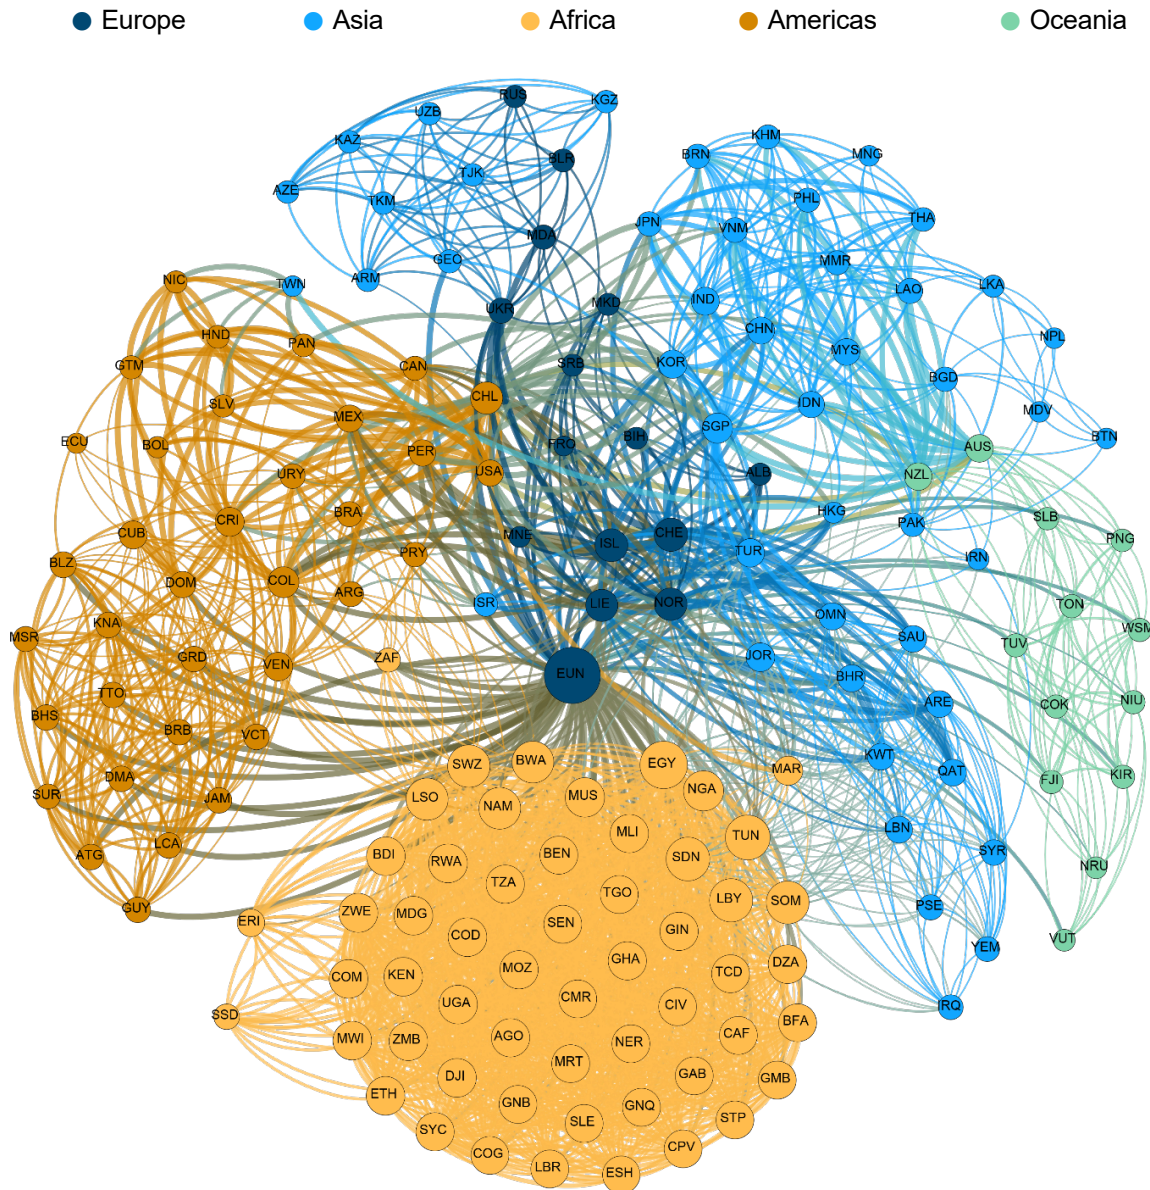 Europe Asia Africa Americas Oceania
RUS KGZ
UZB
KAZ KHM
BRN MNG
BLR
TJK
AZE TKM PHL
JPN VNM THA
MDA
GEO MMR
ARM NIC TWN LAO LKA
UKR MKD IND
HND PAN CHN NPL
GTM CAN SRB KOR MYS
BGD
SLV MEX CHL IDN MDV
ECU BOL PER FRO BIH SGP BTN
AUS
URY USA ALB NZL
CRI BRA HKG SLB
CUB MNE ISL CHE PAK PNG
BLZ DOM COL PRY TUR IRN
ARG ISR LIE NOR TON
KNA OMN
MSR GRD VEN ZAF SAU TUV WSM
EUN JOR BHR
TTO ARE COK NIU
BHS BRB VCT
KWT
DMA SWZ BWA EGY MAR QAT FJI KIR
SUR JAM LSO NAM MUS NGA
LBN
ATG LCA BDI RWA BEN MLI SDN TUN SYR
TZA TGO NRU
GUY LBY SOM PSE
ERI ZWE MDG SEN GIN
COD VUT
YEM
COM KEN MOZ GHA TCD DZA
UGA CMR CIV IRQ
SSD BFA
MWI ZMB AGO NER CAF
MRT
DJI GAB GMB
ETH GNB GNQ
SYC SLE STP
COG LBR ESH CPV